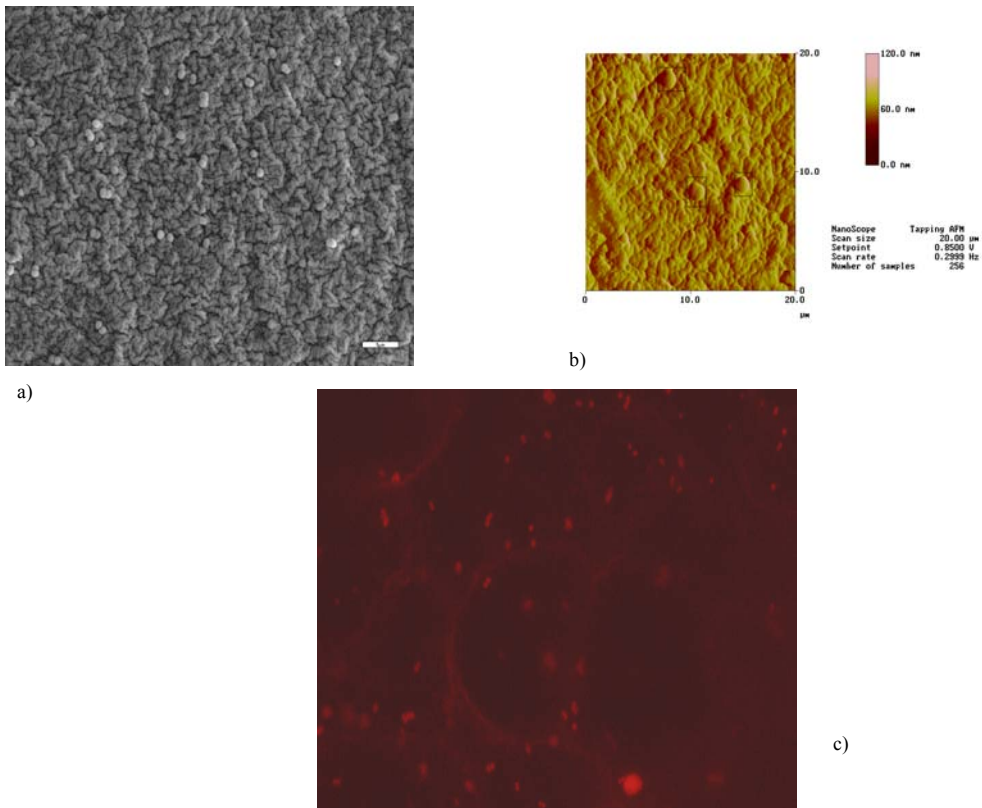 20.0
120.0 nm
60.0 nm
0.0 nm
10.0
NanoScope Tapping AFM
Scan size 20.00 µm
Setpoint 0.8500 V
Scan rate 0.2999 Hz
Number of samples 256
0
0 10.0 20.0
µm
b)
a)
c)